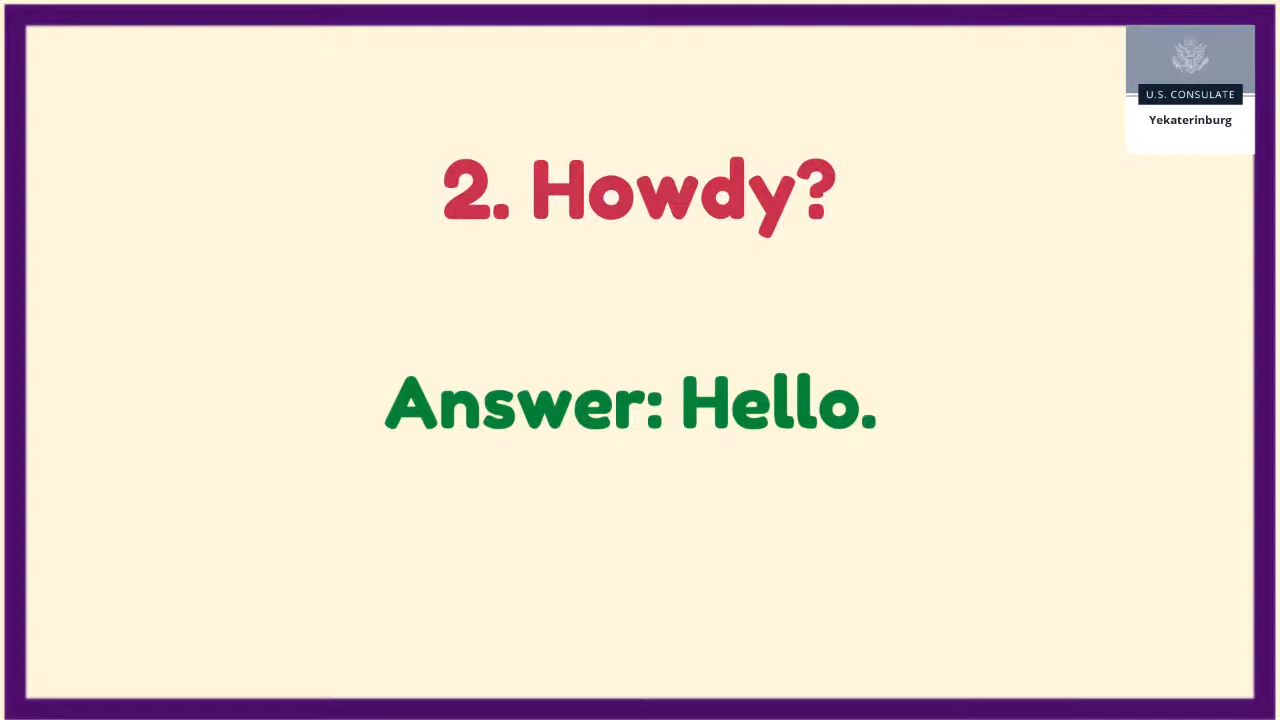 U.S. CONSULATE
Yekaterinburg
2. Howdy?
Answer: Hello.